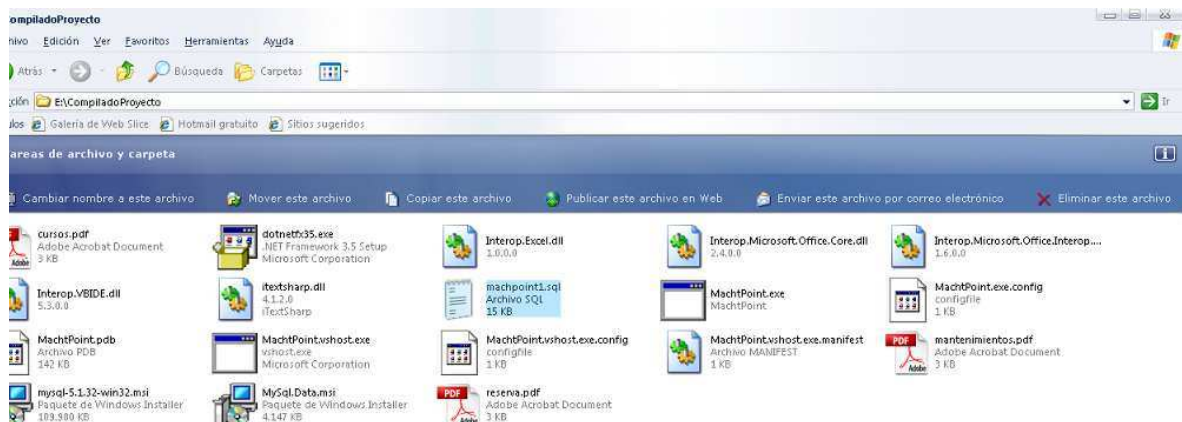 ompiladoProyecto
hivo Edición Ver Favoritos Herramientas Ayuda
Atrás Búsqueda Carpetas
ción E:\CompiladoProyecto Ir
los Galería de Web Slice Hotmail gratuito Sitios sugeridos
areas de archivo y carpeta
Cambiar nombre a este archivo Mover este archivo Copiar este archivo Publicar este archivo en Web Enviar este archivo por correo electrónico Eliminar este archivo
cursos.pdf
Adobe Acrobat Document
3 KB
dotnetfx35.exe
.NET Framework 3.5 Setup
Microsoft Corporation
Interop.Excel.dll
1.0.0.0
Interop.Microsoft.Office.Core.dll
2.4.0.0
Interop.Microsoft.Office.Interop....
1.6.0.0
Interop.VBIDE.dll
5.3.0.0
itextsharp.dll
4.1.2.0
iTextSharp
machpoint1.sql
Archivo SQL
15 KB
MachtPoint.exe
MachtPoint
MachtPoint.exe.config
configfile
1 KB
MachtPoint.pdb
Archivo PDB
142 KB
MachtPoint.vshost.exe
vshost.exe
Microsoft Corporation
MachtPoint.vshost.exe.config
configfile
1 KB
MachtPoint.vshost.exe.manifest
Archivo MANIFEST
1 KB
PDF
mantenimientos.pdf
Adobe Acrobat Document
3 KB
mysql-5.1.32-win32.msi
Paquete de Windows Installer
109.980 KB
MySql.Data.msi
Paquete de Windows Installer
4.147 KB
PDF
reserva.pdf
Adobe Acrobat Document
3 KB